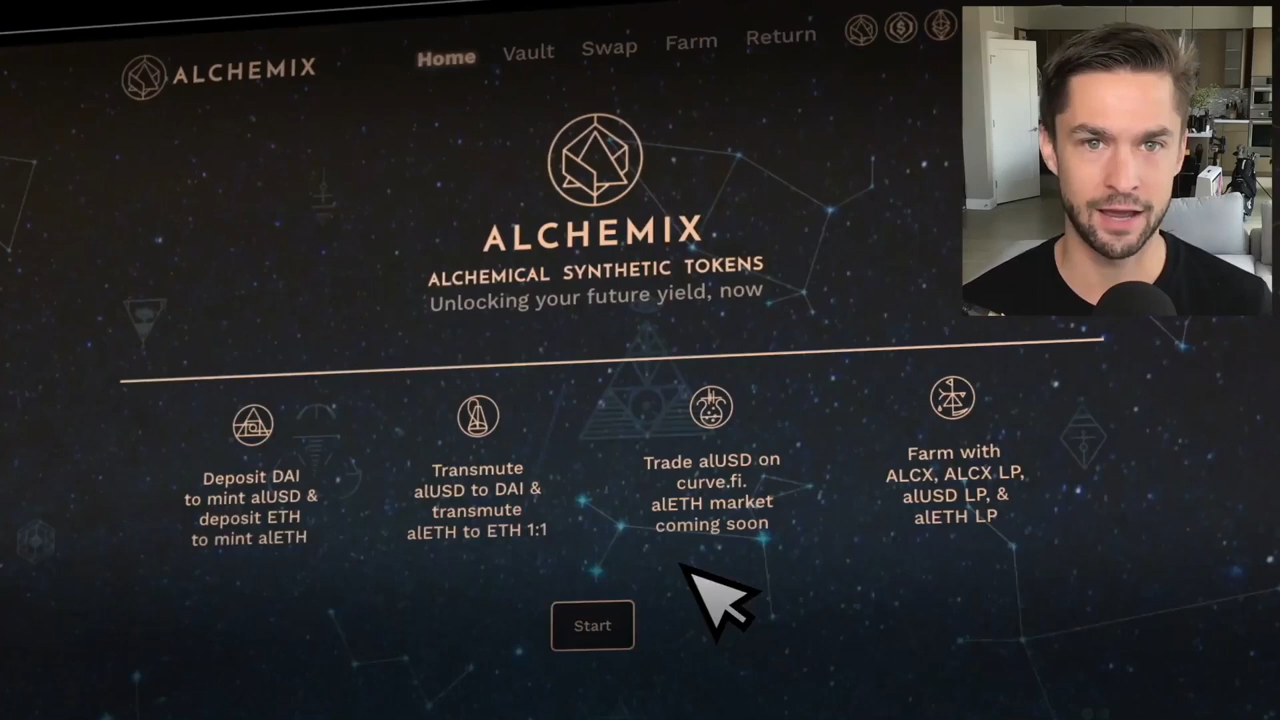 ALCHEMIX
Home Vault Swap Farm Return
ALCHEMIX
ALCHEMICAL SYNTHETIC TOKENS
Unlocking your future yield, now
Deposit DAI
to mint alUSD &
deposit ETH
to mint alETH
Transmute
alUSD to DAI &
transmute
alETH to ETH 1:1
Trade alUSD on
curve.fi.
alETH market
coming soon
Farm with
ALCX, ALCX LP,
alUSD LP, &
alETH LP
Start